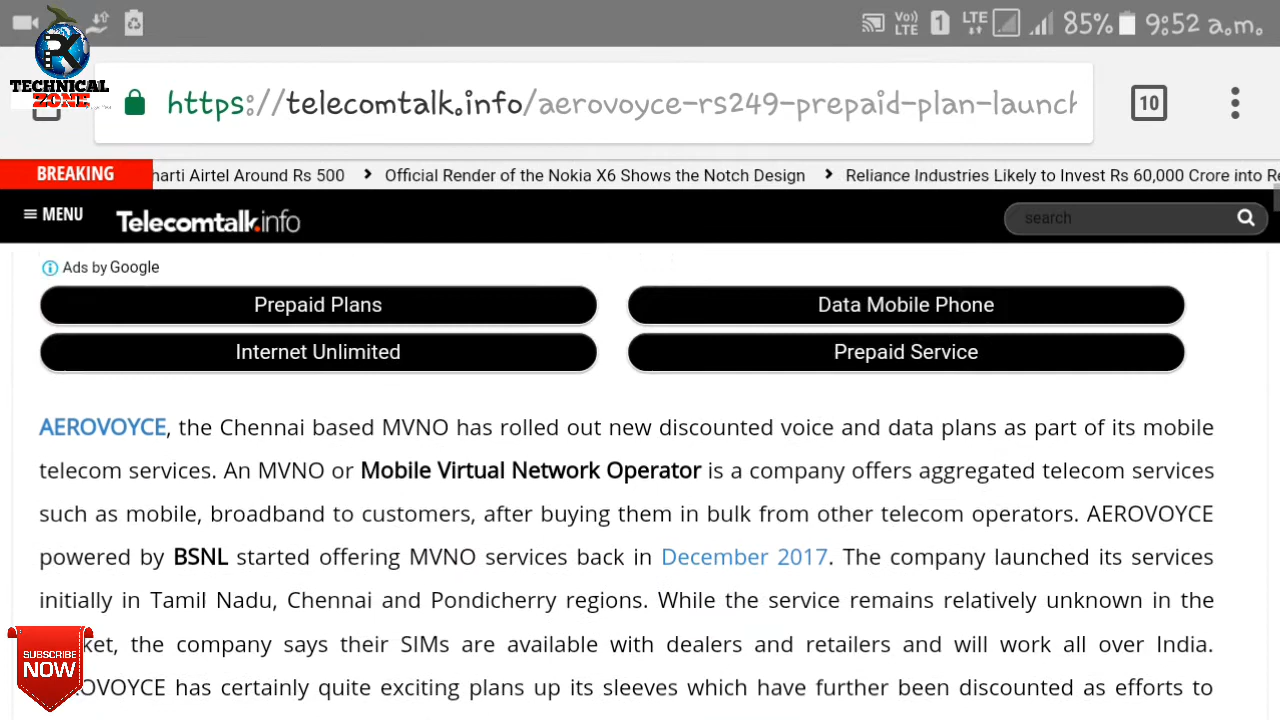 Vo)) LTE 1 LTE 85% 9:52 a.m.
TECHNICAL
ZONE
https://telecomtalk.info/aerovoyce-rs249-prepaid-plan-launch
10
BREAKING
harti Airtel Around Rs 500 > Official Render of the Nokia X6 Shows the Notch Design > Reliance Industries Likely to Invest Rs 60,000 Crore into Re
≡ MENU Telecomtalk.info search
Ads by Google
Prepaid Plans Data Mobile Phone
Internet Unlimited Prepaid Service
AEROVOYCE, the Chennai based MVNO has rolled out new discounted voice and data plans as part of its mobile
telecom services. An MVNO or Mobile Virtual Network Operator is a company offers aggregated telecom services
such as mobile, broadband to customers, after buying them in bulk from other telecom operators. AEROVOYCE
powered by BSNL started offering MVNO services back in December 2017. The company launched its services
initially in Tamil Nadu, Chennai and Pondicherry regions. While the service remains relatively unknown in the
ket, the company says their SIMs are available with dealers and retailers and will work all over India.
OVOYCE has certainly quite exciting plans up its sleeves which have further been discounted as efforts to
SUBSCRIBE
NOW